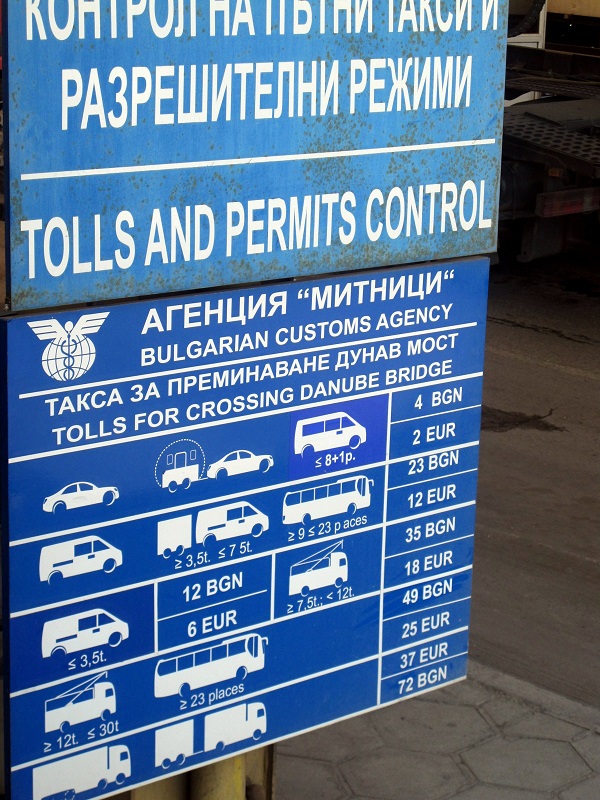 КОНТРОЛ НА ПЪТНИ ТАКСИ И
РАЗРЕШИТЕЛНИ РЕЖИМИ
TOLLS AND PERMITS CONTROL
АГЕНЦИЯ “МИТНИЦИ“
BULGARIAN CUSTOMS AGENCY
ТАКСА ЗА ПРЕМИНАВАНЕ ДУНАВ МОСТ
TOLLS FOR CROSSING DANUBE BRIDGE
≤ 8+1p.
4 BGN
2 EUR
≥ 3,5t. ≤ 7 5t.
≥ 9 ≤ 23 p aces
23 BGN
12 EUR
≤ 3,5t.
12 BGN
6 EUR
≥ 7,5t.; < 12t.
35 BGN
18 EUR
≥ 12t. ≤ 30t
≥ 23 places
49 BGN
25 EUR
37 EUR
72 BGN